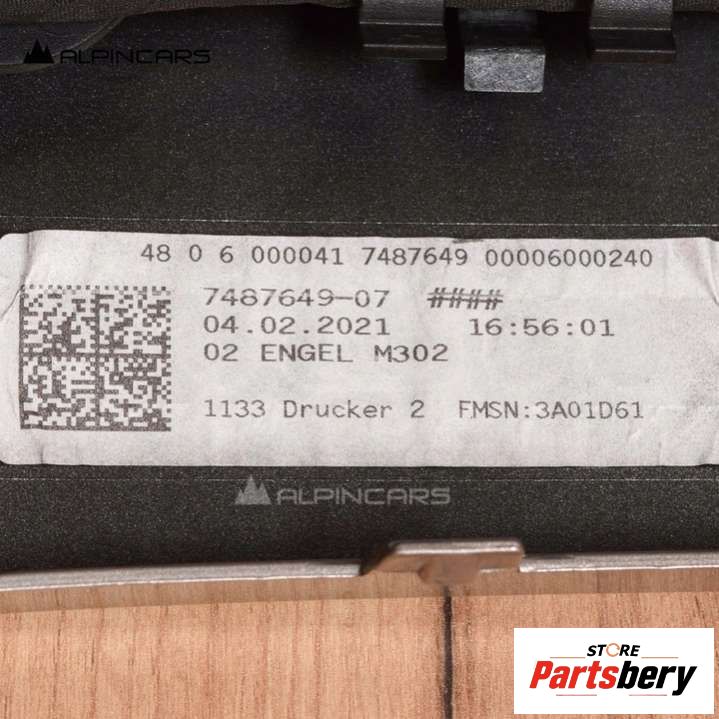 ALPINCARS
48 0 6 000041 7487649 00006000240
7487649-07 ####
04.02.2021 16:56:01
02 ENGEL M302
1133 Drucker 2 FMSN:3A01D61
ALPINCARS
STORE
Partsbery